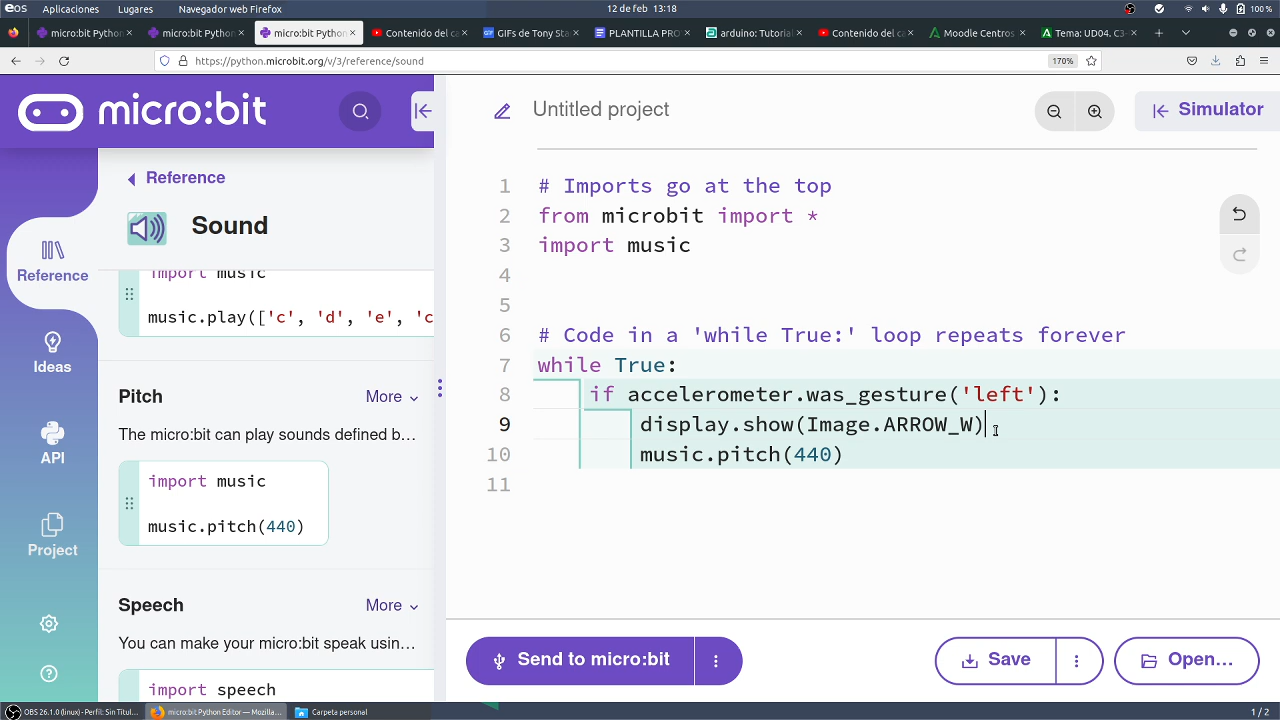 Aplicaciones Lugares Navegador web Firefox 12 de feb 13:18 100 %
micro:bit Python micro:bit Python micro:bit Python Contenido del ca GIFs de Tony Sta PLANTILLA PRO arduino: Tutorial Contenido del ca Moodle Centros Tema: UD04. C3-
https://python.microbit.org/v/3/reference/sound 170%
micro:bit
Untitled project
Simulator
Reference
Sound
Reference
Ideas
API
Project
import music
music.play(['c', 'd', 'e', 'c
Pitch More
The micro:bit can play sounds defined b…
import music
music.pitch(440)
Speech More
You can make your micro:bit speak usin…
import speech
1 # Imports go at the top
2 from microbit import *
3 import music
4
5
6 # Code in a 'while True:' loop repeats forever
7 while True:
8 if accelerometer.was_gesture('left'):
9 display.show(Image.ARROW_W)
10 music.pitch(440)
11
Send to micro:bit
Save
Open...
OBS 26.1.0 (linux) - Perfil: Sin Titul… micro:bit Python Editor — Mozilla… Carpeta personal 1 / 2